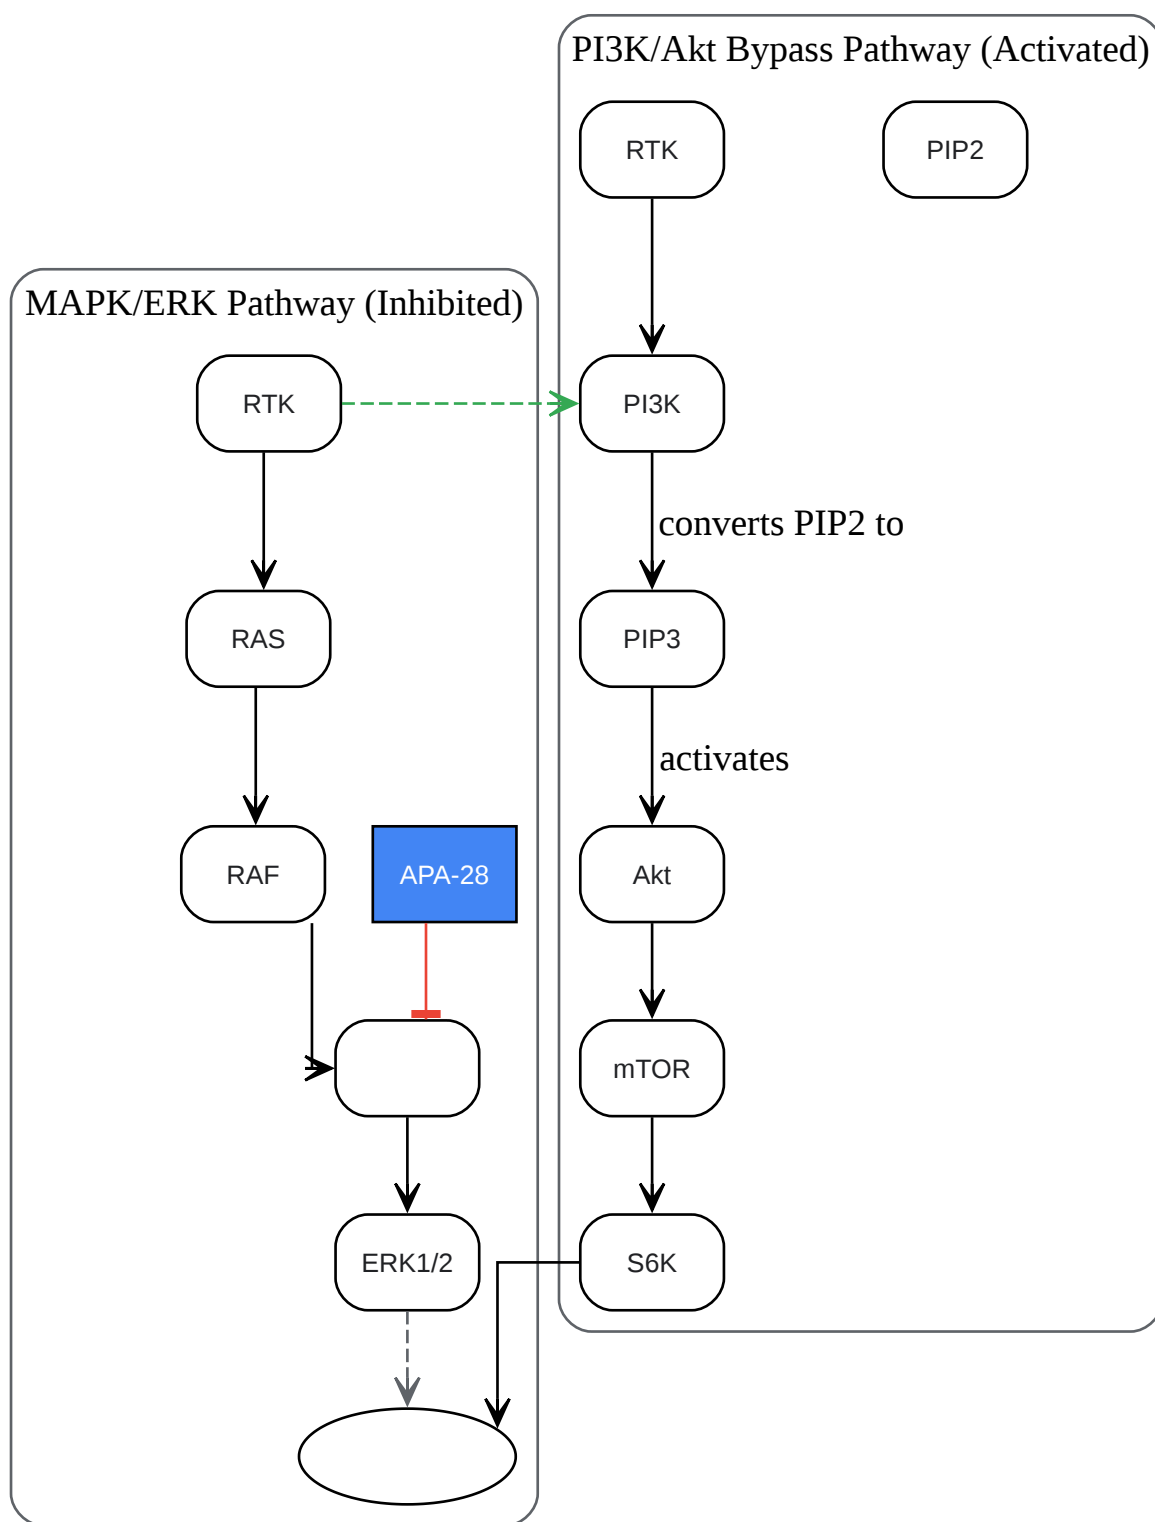 PI3K/Akt Bypass Pathway (Activated)
RTK
PIP2
MAPK/ERK Pathway (Inhibited)
RTK
PI3K
converts PIP2 to
RAS
PIP3
activates
RAF
APA-28
Akt
mTOR
ERK1/2
S6K